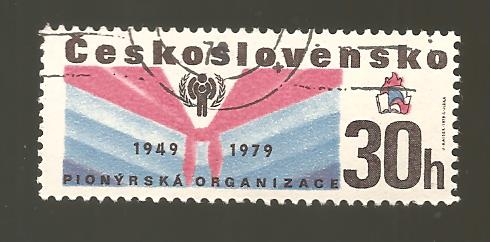 Československo
1949 1979
PIONÝRSKÁ ORGANIZACE
30h